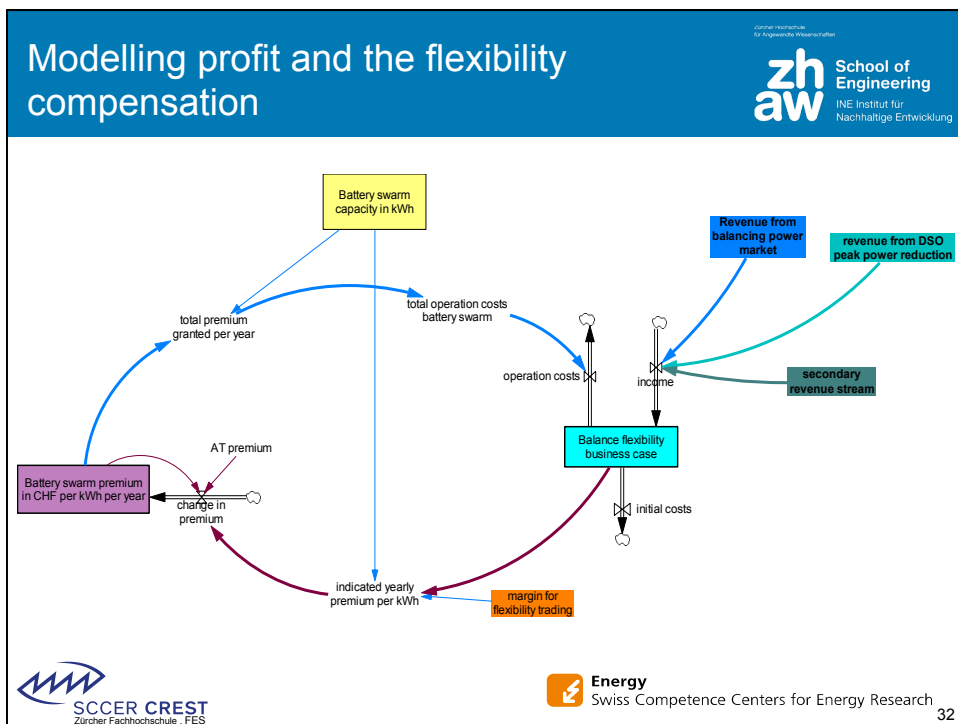 Modelling profit and the flexibility
compensation
Zürcher Hochschule
für Angewandte Wissenschaften
zh
aw
School of
Engineering
INE Institut für
Nachhaltige Entwicklung
Battery swarm
capacity in kWh
Revenue from
balancing power
market
revenue from DSO
peak power reduction
total premium
granted per year
total operation costs
battery swarm
operation costs
income
secondary
revenue stream
AT premium
Balance flexibility
business case
Battery swarm premium
in CHF per kWh per year
change in
premium
initial costs
indicated yearly
premium per kWh
margin for
flexibility trading
SCCER CREST
Zürcher Fachhochschule , FES
Energy
Swiss Competence Centers for Energy Research
32